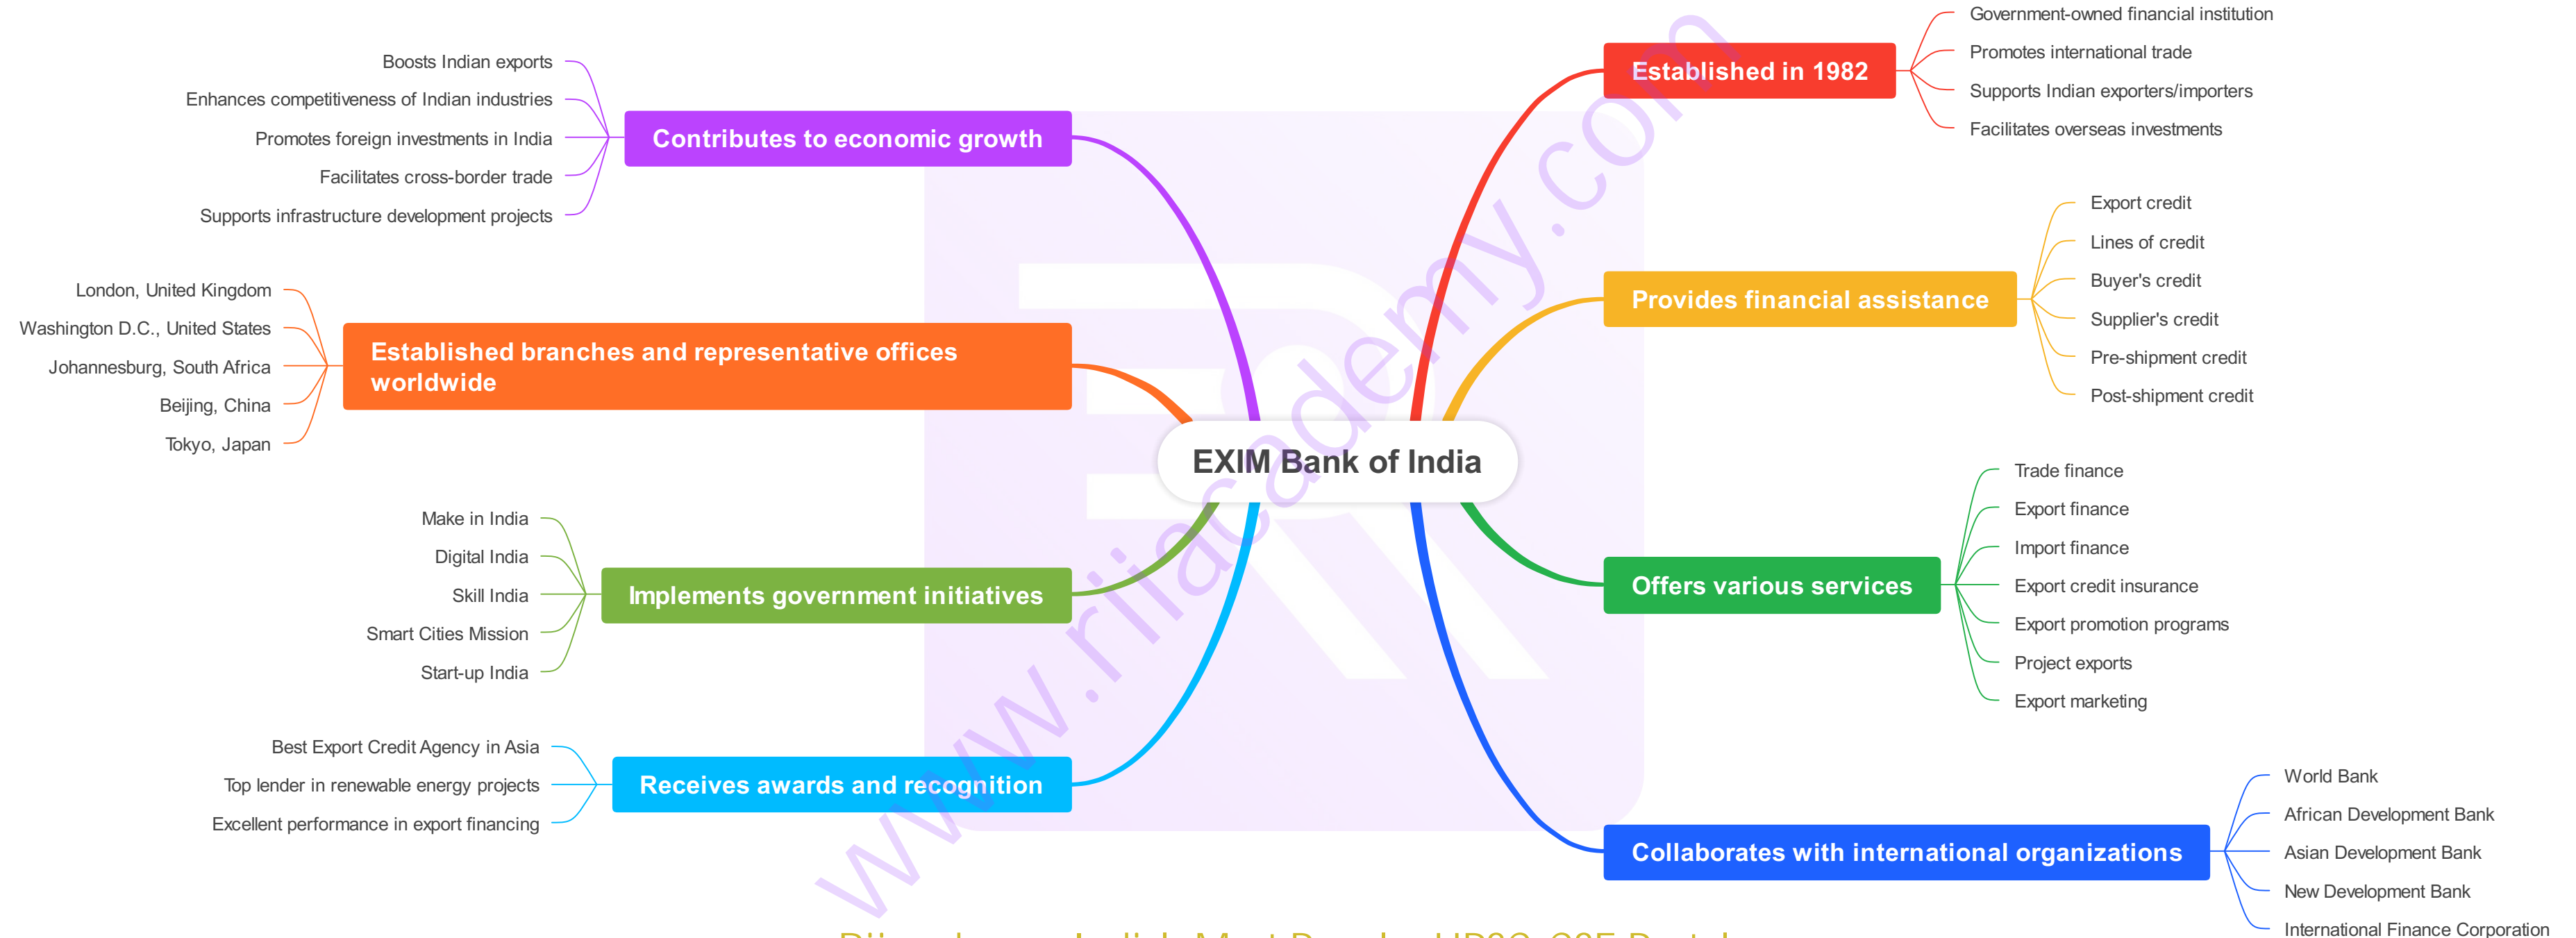 EXIM Bank of India
Established in 1982
Government-owned financial institution
Promotes international trade
Supports Indian exporters/importers
Facilitates overseas investments
Provides financial assistance
Export credit
Lines of credit
Buyer's credit
Supplier's credit
Pre-shipment credit
Post-shipment credit
Offers various services
Trade finance
Export finance
Import finance
Export credit insurance
Export promotion programs
Project exports
Export marketing
Collaborates with international organizations
World Bank
African Development Bank
Asian Development Bank
New Development Bank
International Finance Corporation
Contributes to economic growth
Boosts Indian exports
Enhances competitiveness of Indian industries
Promotes foreign investments in India
Facilitates cross-border trade
Supports infrastructure development projects
Established branches and representative offices
worldwide
London, United Kingdom
Washington D.C., United States
Johannesburg, South Africa
Beijing, China
Tokyo, Japan
Implements government initiatives
Make in India
Digital India
Skill India
Smart Cities Mission
Start-up India
Receives awards and recognition
Best Export Credit Agency in Asia
Top lender in renewable energy projects
Excellent performance in export financing
www.rijiacademy.com